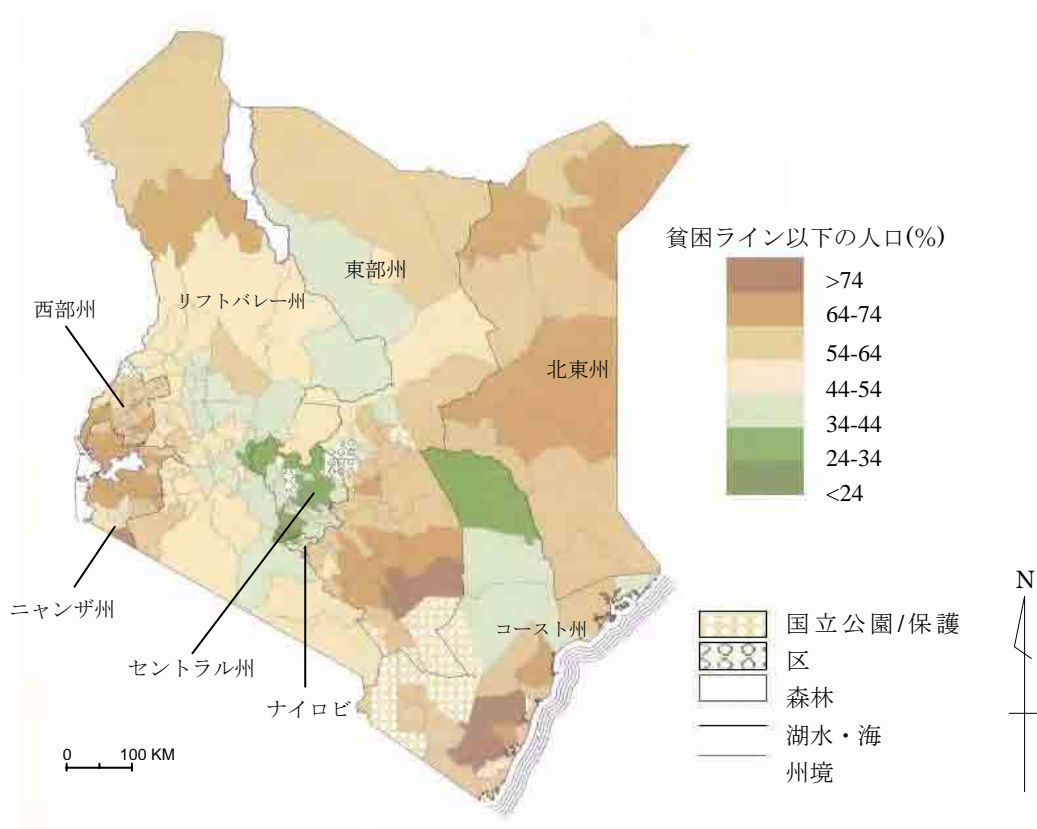 貧困ライン以下の人口(%)
>74
64-74
54-64
44-54
34-44
24-34
<24
東部州
リフトバレー州
西部州
北東州
ニャンザ州
コースト州
セントラル州
ナイロビ
N
国立公園/保護
区
森林
湖水・海
州境
0 100 KM